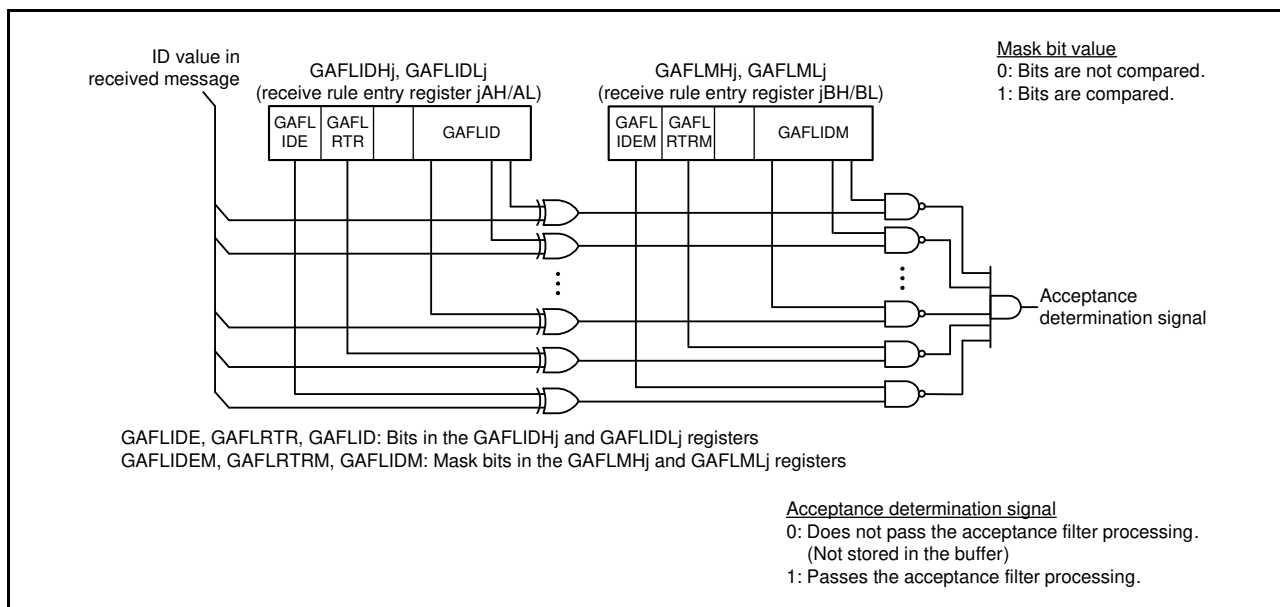 ID value in
received message
GAFLIDHj, GAFLIDLj
(receive rule entry register jAH/AL)
GAFL
IDE
GAFL
RTR
GAFLID
GAFLMHj, GAFLMLj
(receive rule entry register jBH/BL)
GAFL
IDEM
GAFL
RTRM
GAFLIDM
Mask bit value
0: Bits are not compared.
1: Bits are compared.
Acceptance
determination signal
GAFLIDE, GAFLRTR, GAFLID: Bits in the GAFLIDHj and GAFLIDLj registers
GAFLIDEM, GAFLRTRM, GAFLIDM: Mask bits in the GAFLMHj and GAFLMLj registers
Acceptance determination signal
0: Does not pass the acceptance filter processing.
(Not stored in the buffer)
1: Passes the acceptance filter processing.